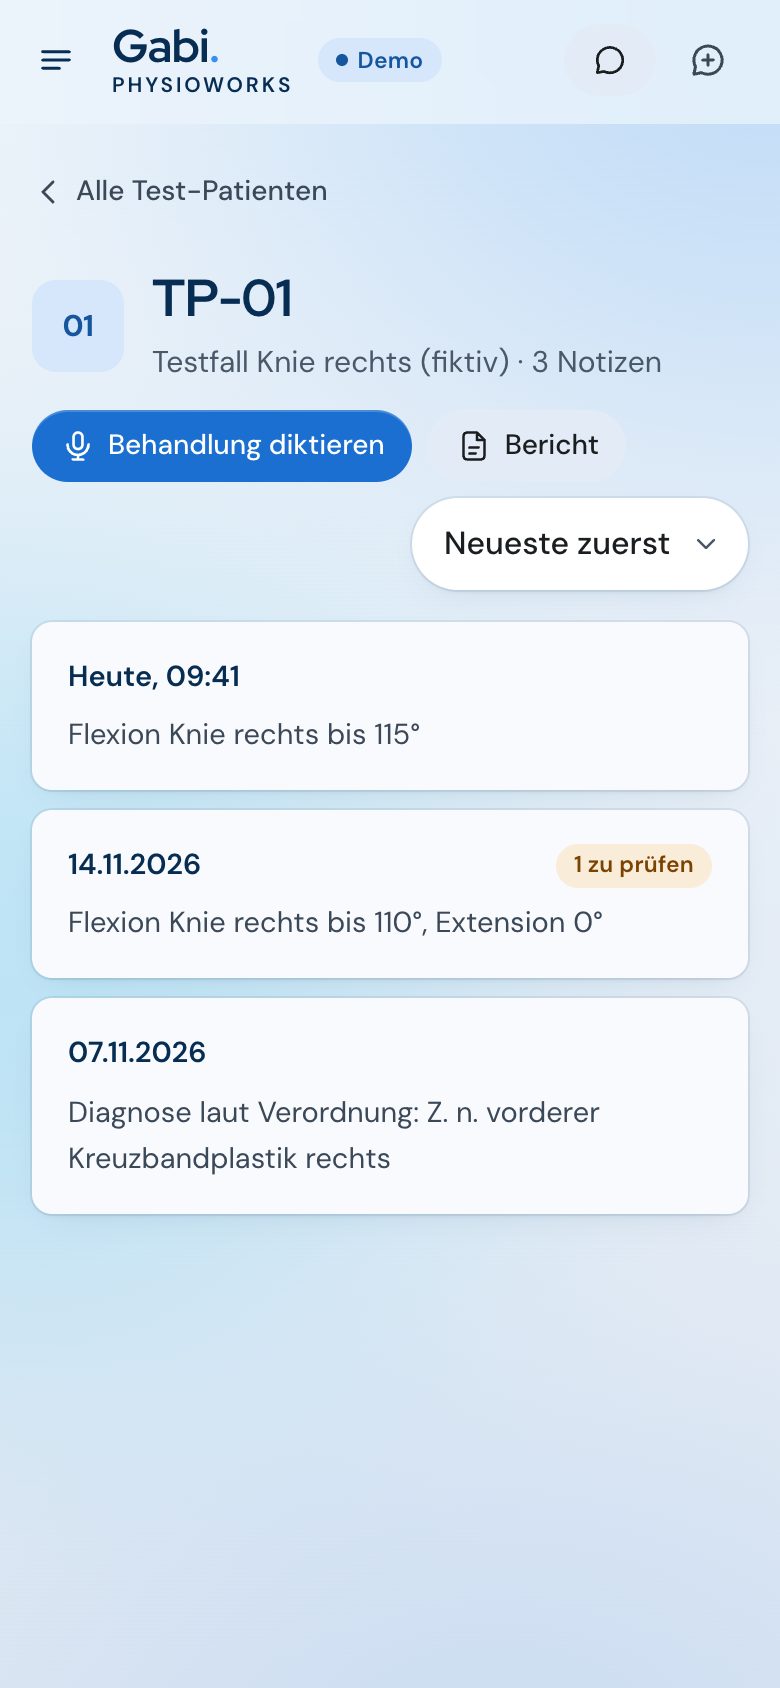 Gabi.
PHYSIOWORKS
Demo
Alle Test-Patienten
01
TP-01
Testfall Knie rechts (fiktiv) · 3 Notizen
Behandlung diktieren
Bericht
Neueste zuerst
Heute, 09:41
Flexion Knie rechts bis 115°
14.11.2026
1 zu prüfen
Flexion Knie rechts bis 110°, Extension 0°
07.11.2026
Diagnose laut Verordnung: Z. n. vorderer
Kreuzbandplastik rechts